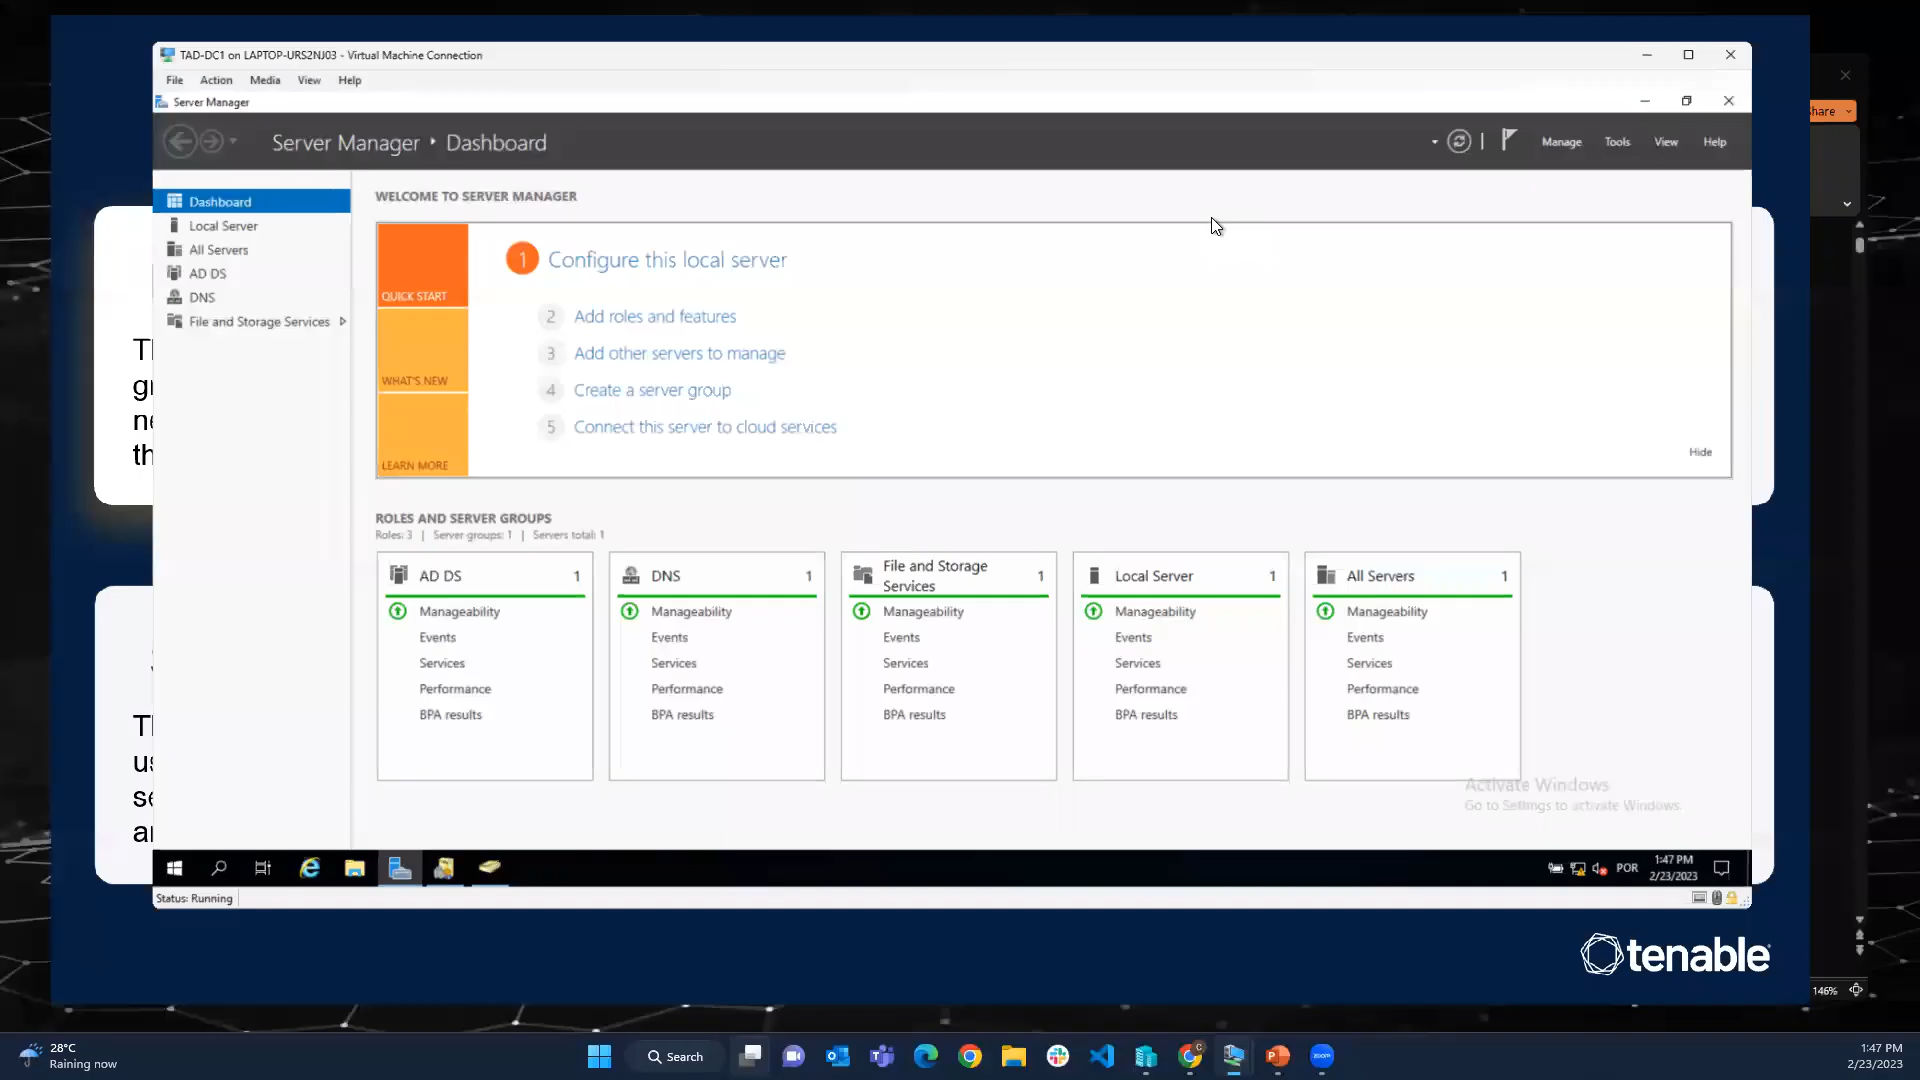 TAD-DC1 on LAPTOP-URS2NJ03 - Virtual Machine Connection
File Action Media View Help
Server Manager
Server Manager · Dashboard
Manage Tools View Help
Share
Dashboard
Local Server
All Servers
AD DS
DNS
File and Storage Services
WELCOME TO SERVER MANAGER
QUICK START
WHAT'S NEW
LEARN MORE
1 Configure this local server
2 Add roles and features
3 Add other servers to manage
4 Create a server group
5 Connect this server to cloud services
Hide
ROLES AND SERVER GROUPS
Roles: 3 | Server groups: 1 | Servers total: 1
AD DS 1
Manageability
Events
Services
Performance
BPA results
DNS 1
Manageability
Events
Services
Performance
BPA results
File and Storage Services 1
Manageability
Events
Services
Performance
BPA results
Local Server 1
Manageability
Events
Services
Performance
BPA results
All Servers 1
Manageability
Events
Services
Performance
BPA results
Activate Windows
Go to Settings to activate Windows
POR
1:47 PM
2/23/2023
Status: Running
tenable
146%
28°C
Raining now
Search
zoom
1:47 PM
2/23/2023